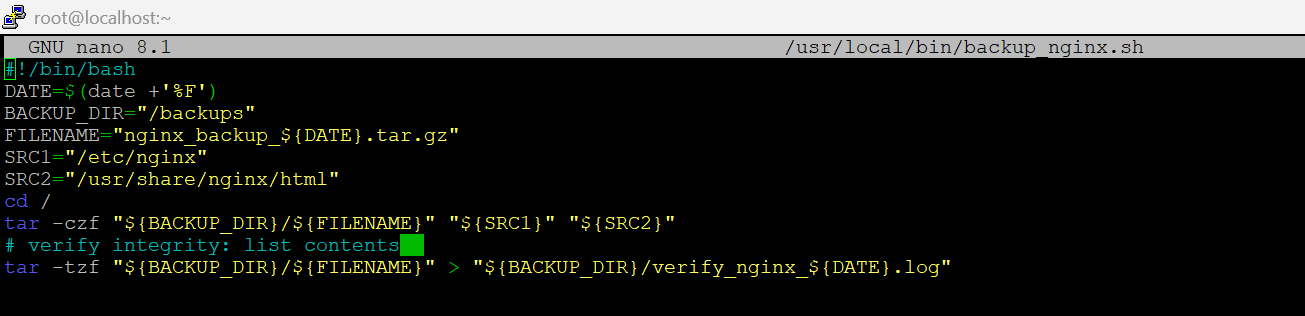 root@localhost:~
GNU nano 8.1 /usr/local/bin/backup_nginx.sh
#!/bin/bash
DATE=$(date +'%F')
BACKUP_DIR="/backups"
FILENAME="nginx_backup_${DATE}.tar.gz"
SRC1="/etc/nginx"
SRC2="/usr/share/nginx/html"
cd /
tar -czf "${BACKUP_DIR}/${FILENAME}" "${SRC1}" "${SRC2}"
# verify integrity: list contents
tar -tzf "${BACKUP_DIR}/${FILENAME}" > "${BACKUP_DIR}/verify_nginx_${DATE}.log"